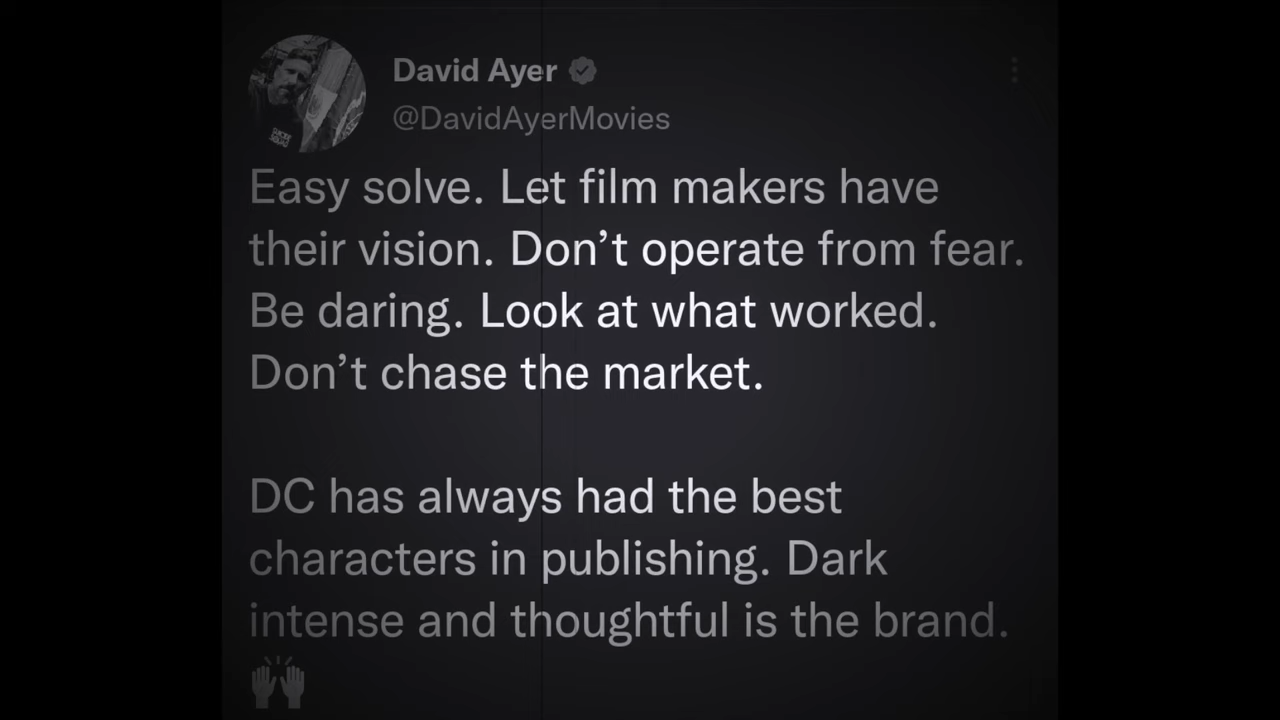 David Ayer
@DavidAyerMovies
Easy solve. Let film makers have
their vision. Don’t operate from fear.
Be daring. Look at what worked.
Don’t chase the market.
DC has always had the best
characters in publishing. Dark
intense and thoughtful is the brand.
🙌